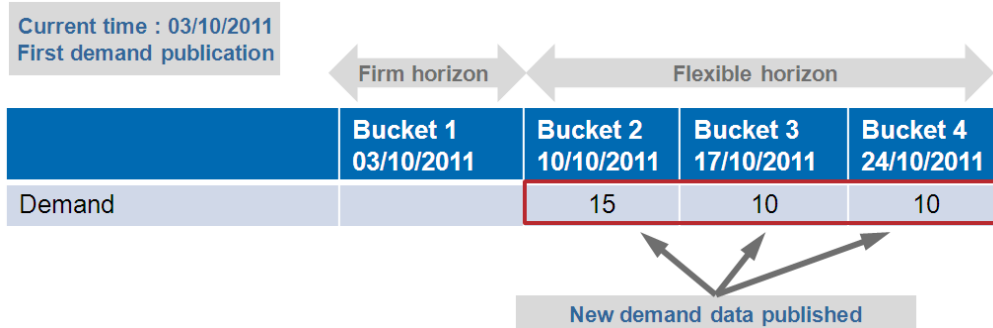 Current time : 03/10/2011
First demand publication
Firm horizon
Flexible horizon
Bucket 1
03/10/2011
Bucket 2
10/10/2011
Bucket 3
17/10/2011
Bucket 4
24/10/2011
Demand
15
10
10
New demand data published